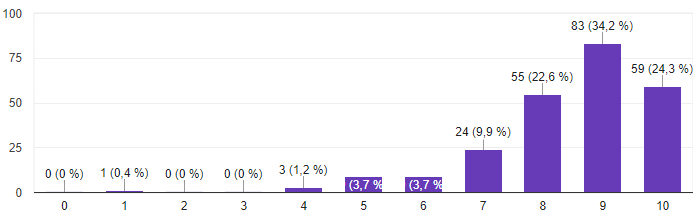 100
75
50
25
0
0 (0 %)
1 (0,4 %)
0 (0 %)
0 (0 %)
3 (1,2 %)
(3,7 %
(3,7 %
24 (9,9 %)
55 (22,6 %)
83 (34,2 %)
59 (24,3 %)
0 1 2 3 4 5 6 7 8 9 10